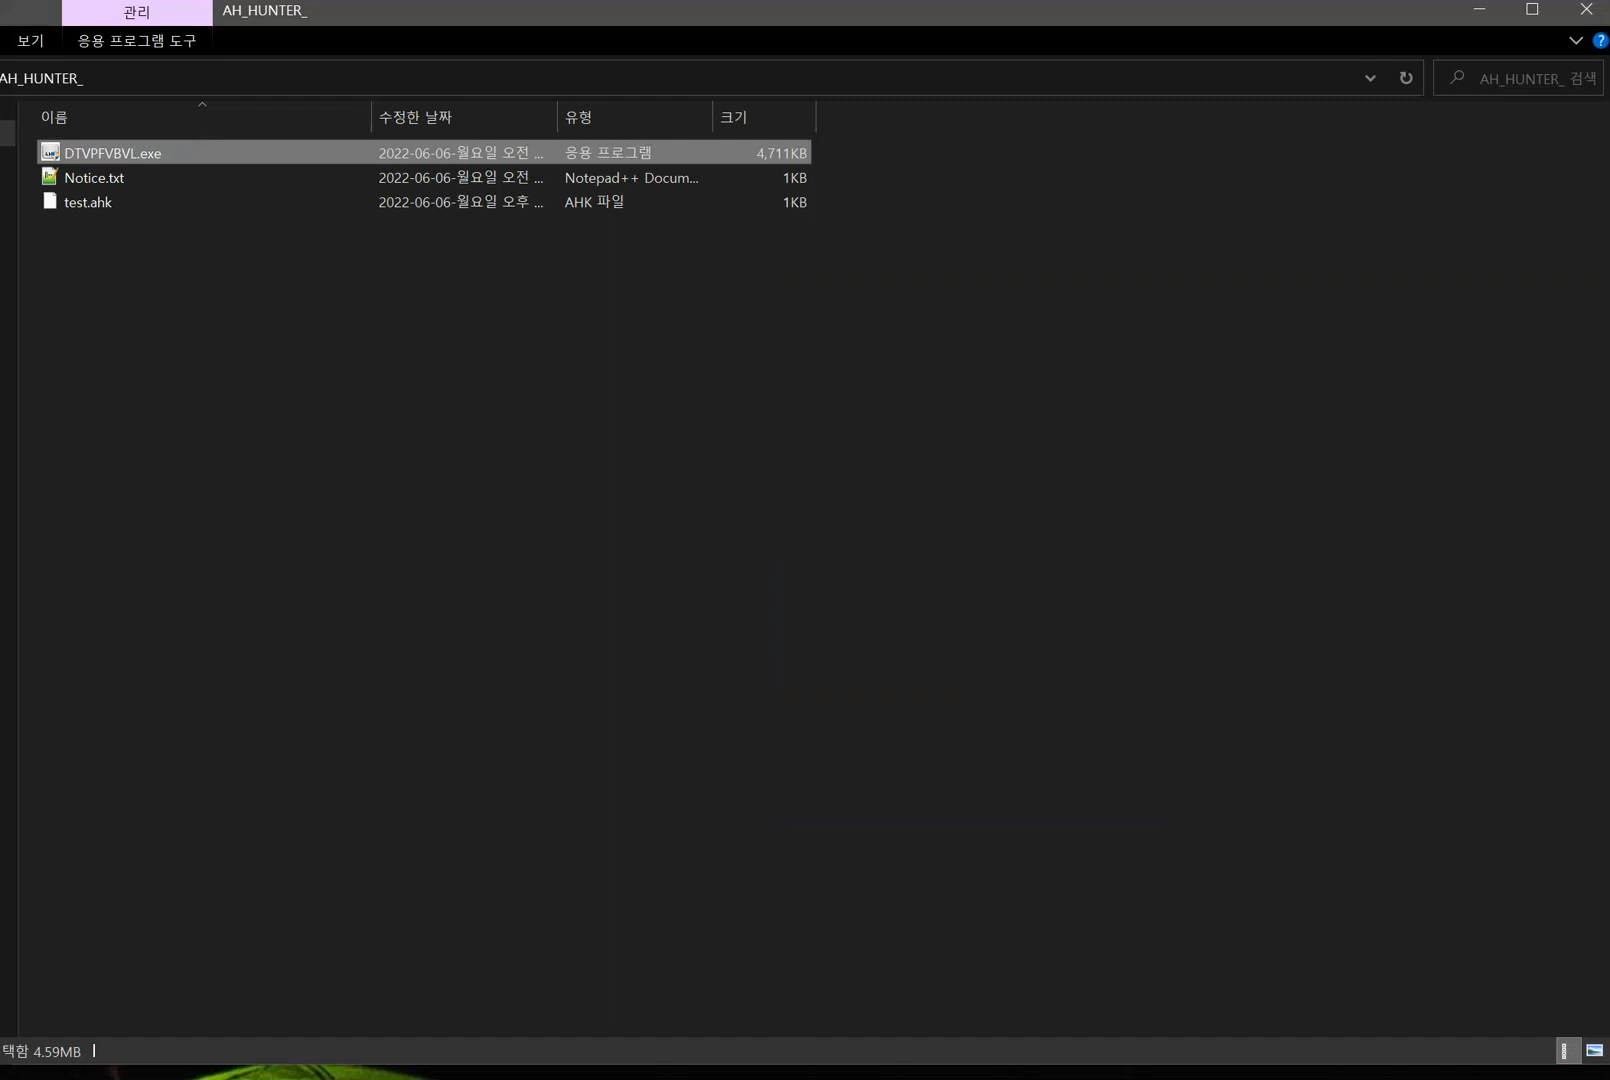 관리
AH_HUNTER_
보기
응용 프로그램 도구
?
AH_HUNTER_
AH_HUNTER_ 검색
이름
수정한 날짜
유형
크기
DTVPFVBVL.exe 2022-06-06-월요일 오전 ... 응용 프로그램 4,711KB
Notice.txt 2022-06-06-월요일 오전 ... Notepad++ Docum... 1KB
test.ahk 2022-06-06-월요일 오후 ... AHK 파일 1KB
택함 4.59MB